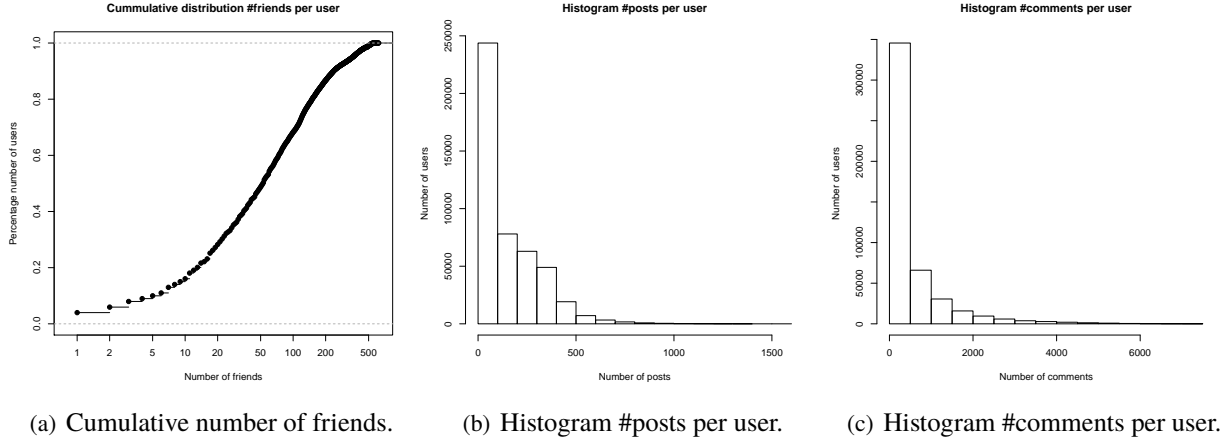 Cummulative distribution #friends per user
Percentage number of users
0.0
0.2
0.4
0.6
0.8
1.0
1 2 5 10 20 50 100 200 500
Number of friends
(a) Cumulative number of friends.
Histogram #posts per user
Number of users
0
50000
100000
150000
200000
250000
0 500 1000 1500
Number of posts
(b) Histogram #posts per user.
Histogram #comments per user
Number of users
0
50000
100000
200000
300000
0 2000 4000 6000
Number of comments
(c) Histogram #comments per user.